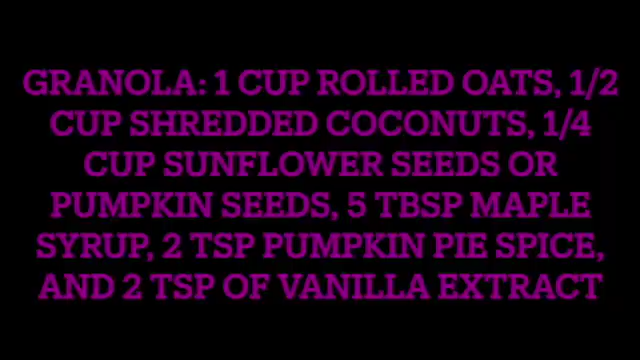 GRANOLA: 1 CUP ROLLED OATS, 1/2
CUP SHREDDED COCONUTS, 1/4
CUP SUNFLOWER SEEDS OR
PUMPKIN SEEDS, 5 TBSP MAPLE
SYRUP, 2 TSP PUMPKIN PIE SPICE,
AND 2 TSP OF VANILLA EXTRACT